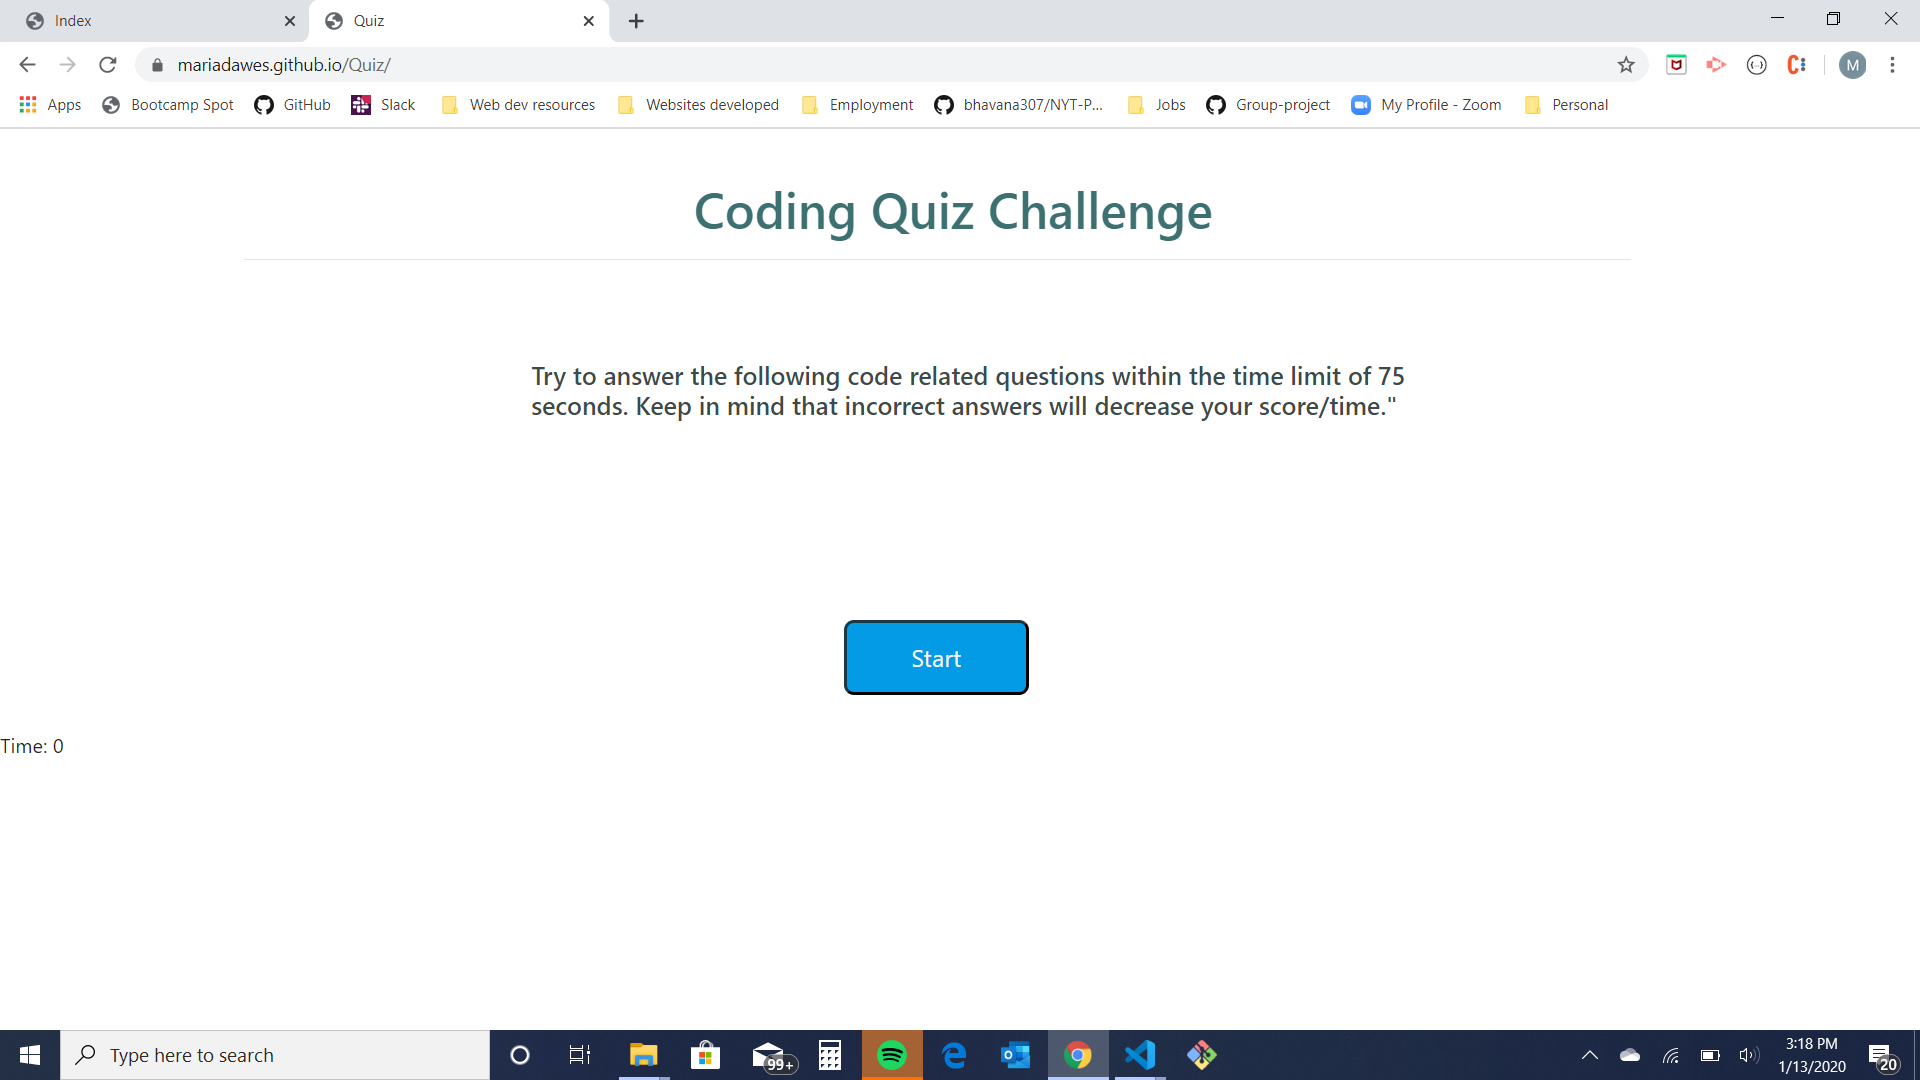 Index
Quiz
mariadawes.github.io/Quiz/
M
Apps
Bootcamp Spot
GitHub
Slack
Web dev resources
Websites developed
Employment
bhavana307/NYT-P...
Jobs
Group-project
My Profile - Zoom
Personal
Coding Quiz Challenge
Try to answer the following code related questions within the time limit of 75
seconds. Keep in mind that incorrect answers will decrease your score/time."
Start
Time: 0
Type here to search
99+
3:18 PM
1/13/2020
20